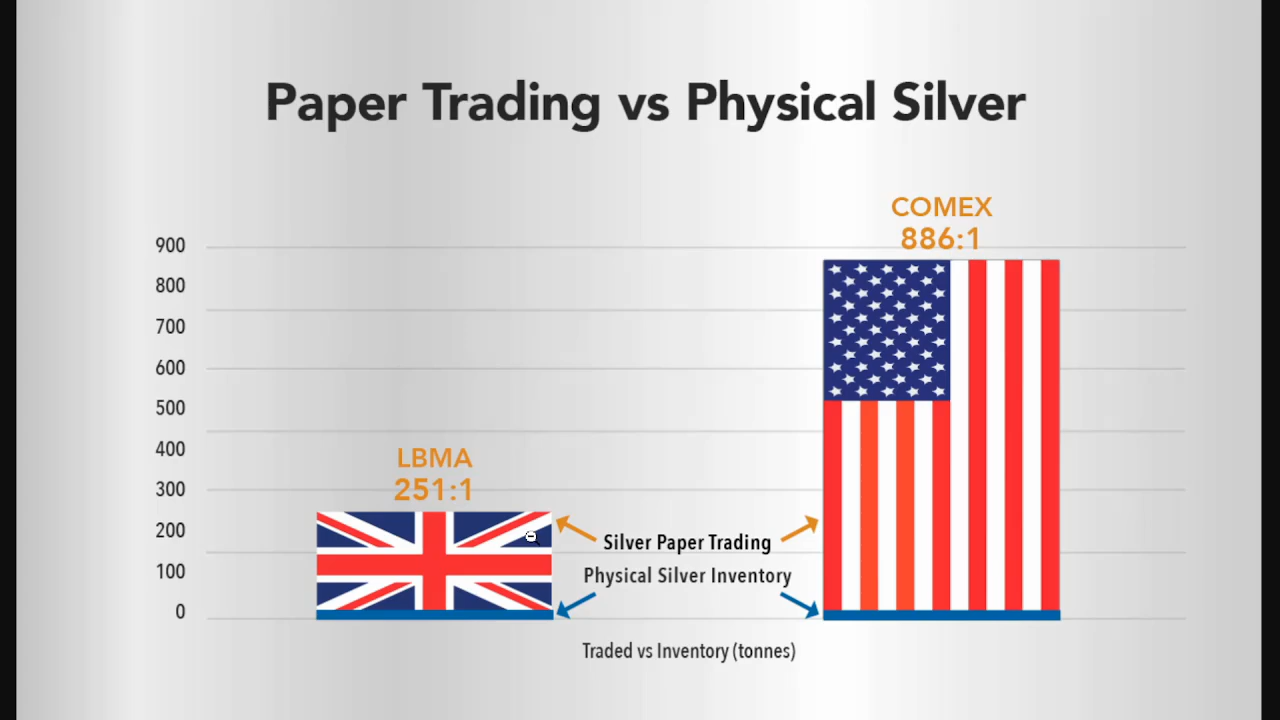 Paper Trading vs Physical Silver
COMEX
886:1
900
800
700
600
500
400
300
200
100
0
LBMA
251:1
Silver Paper Trading
Physical Silver Inventory
Traded vs Inventory (tonnes)